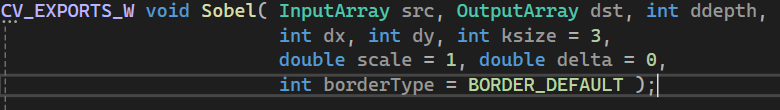 CV_EXPORTS_W void Sobel( InputArray src, OutputArray dst, int ddepth,
int dx, int dy, int ksize = 3,
double scale = 1, double delta = 0,
int borderType = BORDER_DEFAULT );